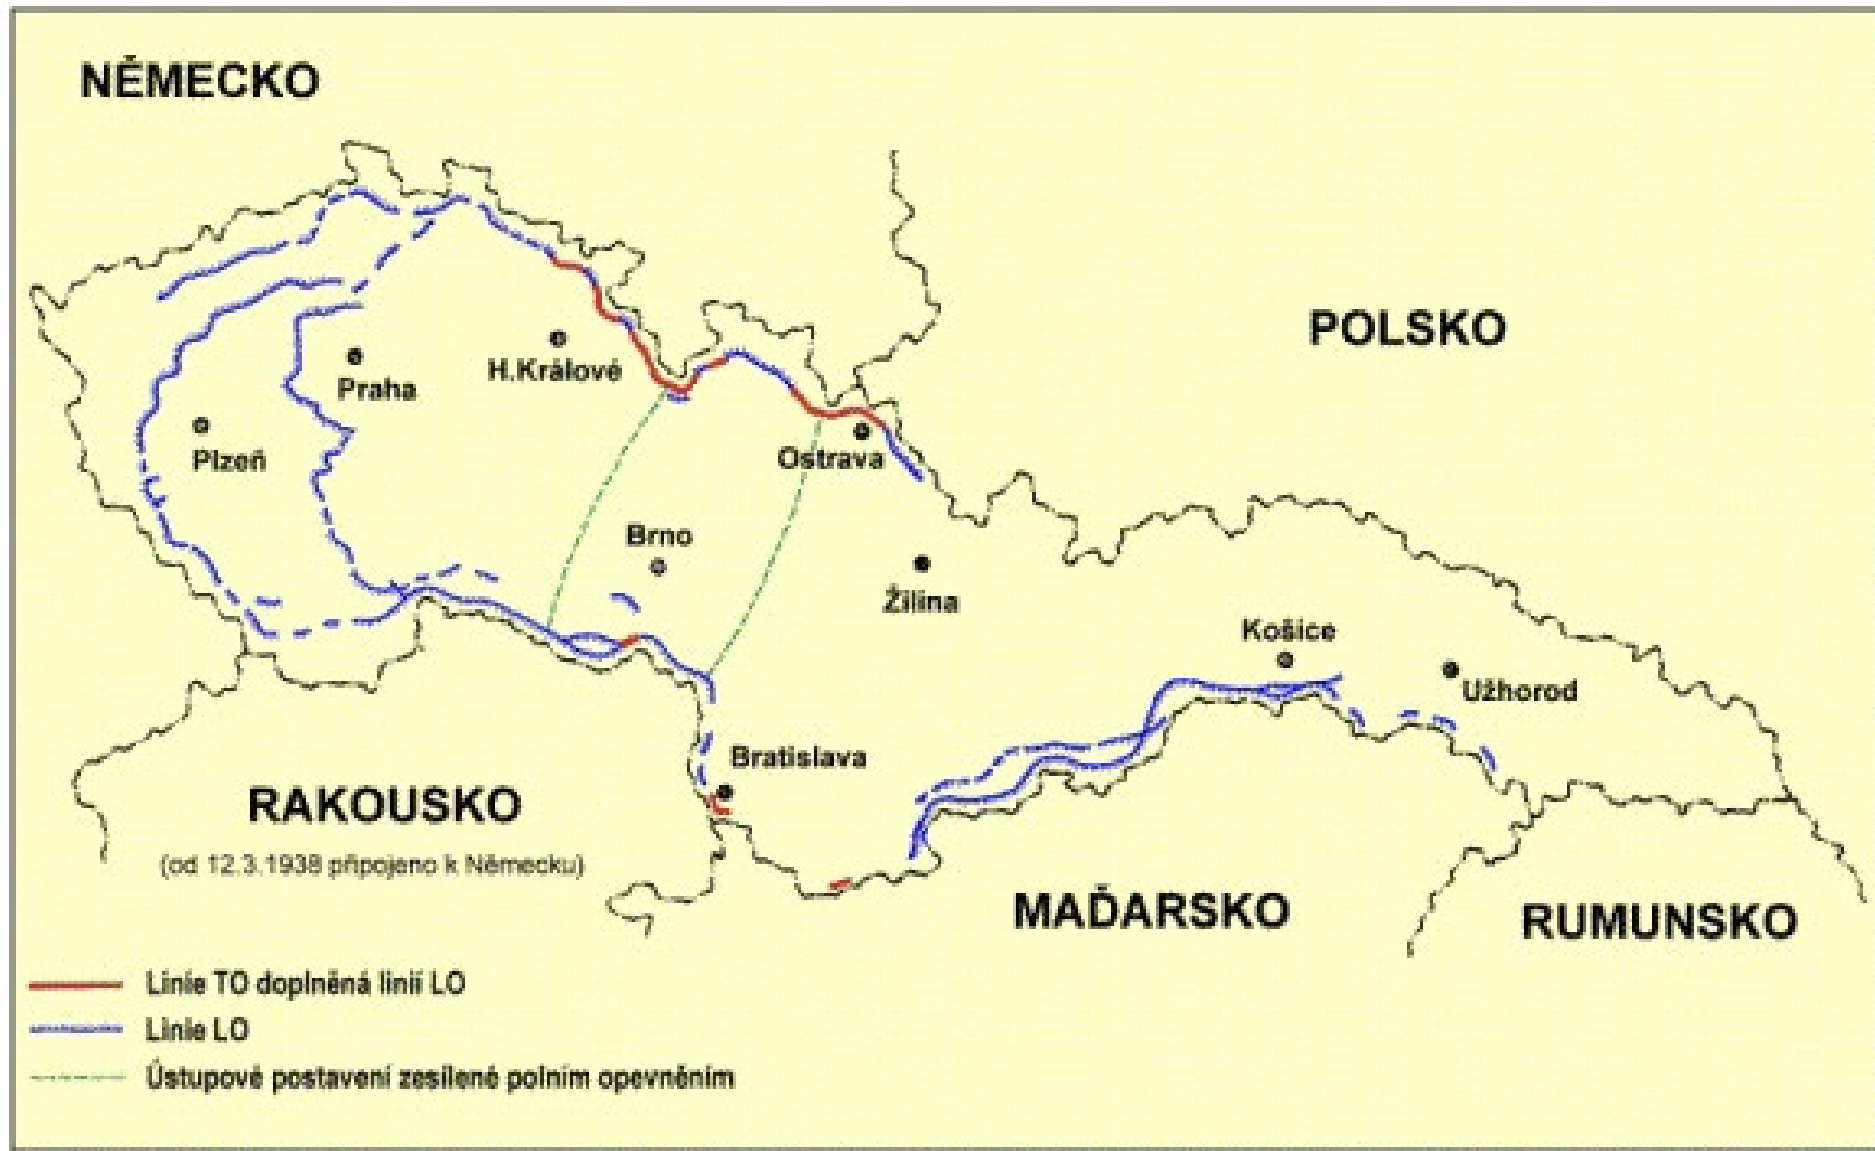 NĚMECKO
POLSKO
H.Králové
Praha
Plzeň
Ostrava
Brno
Žilina
Košice
Užhorod
Bratislava
RAKOUSKO
(od 12.3.1938 připojeno k Německu)
MAĎARSKO
RUMUNSKO
Linie TO doplněná linií LO
Linie LO
Ústupové postavení zesílené polním opevněním